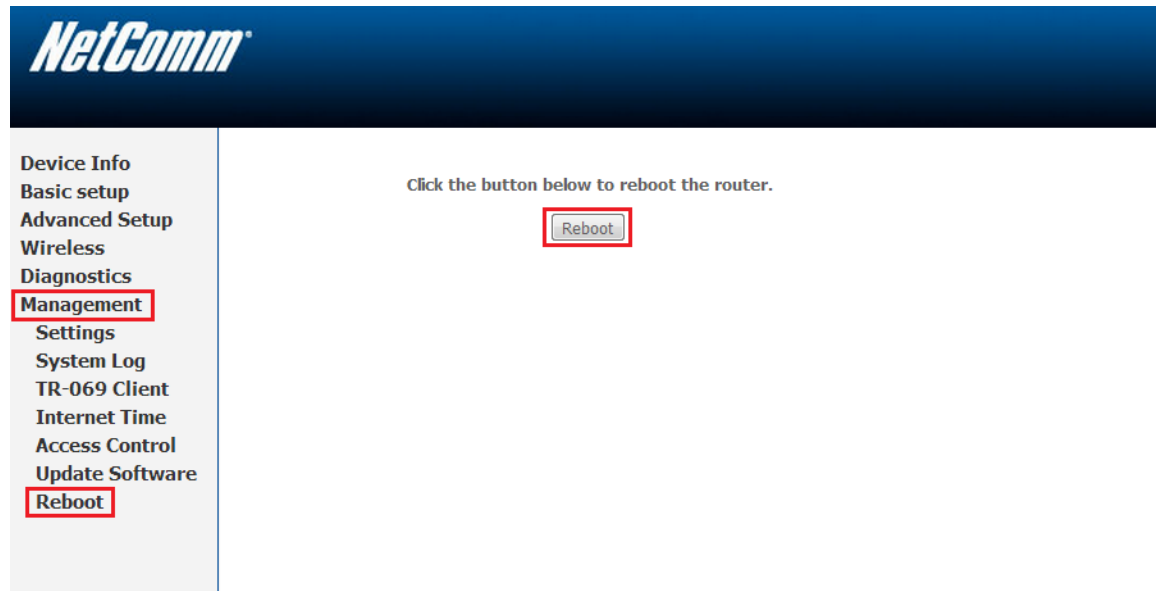 NetComm
Device Info
Basic setup
Advanced Setup
Wireless
Diagnostics
Management
Settings
System Log
TR-069 Client
Internet Time
Access Control
Update Software
Reboot
Click the button below to reboot the router.
Reboot